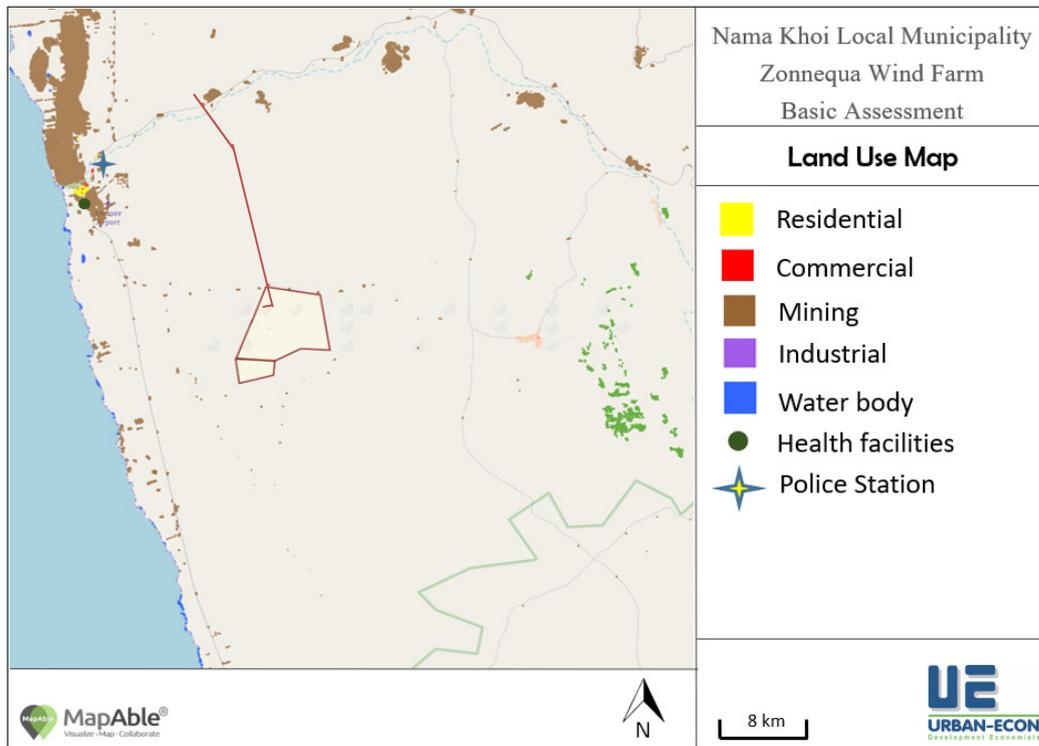 Nama Khoi Local Municipality
Zonnequa Wind Farm
Basic Assessment
Land Use Map
Residential
Commercial
Mining
Industrial
Water body
Health facilities
Police Station
MapAble
MapAble®
Visualize · Map · Collaborate
N
8 km
UE
URBAN-ECON
Development Economists